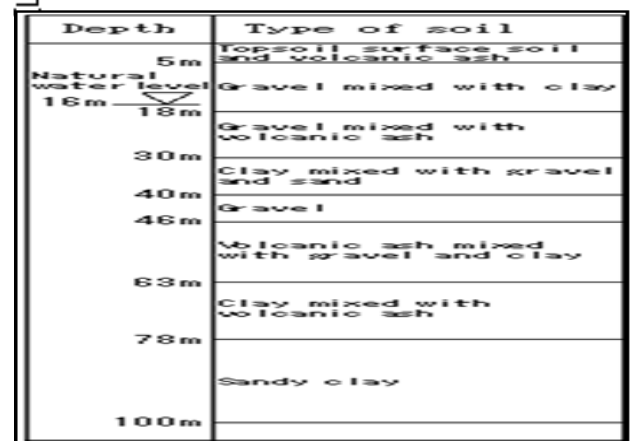 Depth Type of soil
Topsoil surface soil
and volcanic ash
5m
Natural
water level
Gravel mixed with clay
16m
18m
Gravel mixed with
volcanic ash
30m
Clay mixed with gravel
and sand
40m
Gravel
46m
Volcanic ash mixed
with gravel and clay
63m
Clay mixed with
volcanic ash
78m
Sandy clay
100m